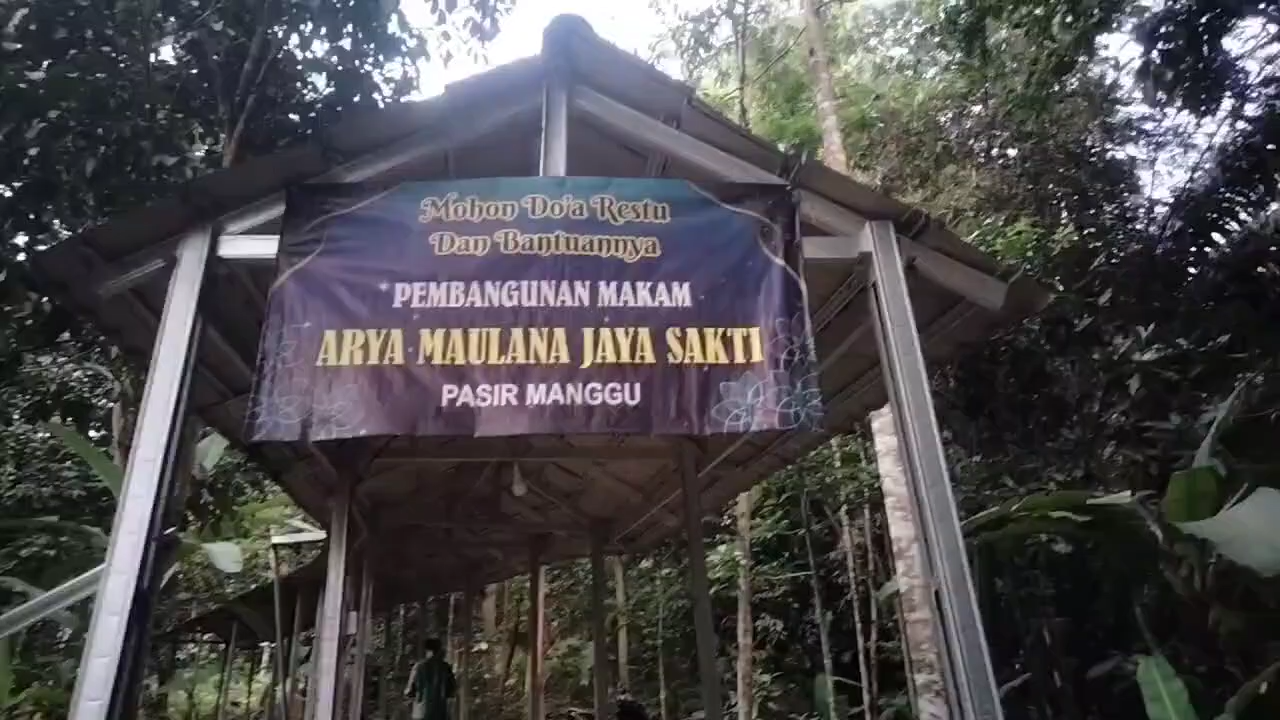 Mohon Do'a Restu
Dan Bantuannya
PEMBANGUNAN MAKAM
ARYA MAULANA JAYA SAKTI
PASIR MANGGU